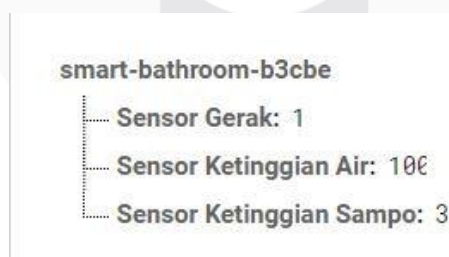 smart-bathroom-b3cbe
Sensor Gerak: 1
Sensor Ketinggian Air: 100
Sensor Ketinggian Sampo: 3